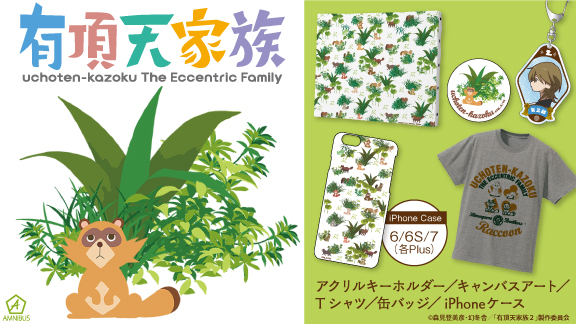 有頂天家族
uchoten-kazoku The Eccentric Family
AMNIBUS
uchoten-kazoku
iPhone Case
6/6S/7
(各Plus)
UCHOTEN-KAZOKU
THE ECCENTRIC FAMILY
Raccoon
アクリルキーホルダー／キャンバスアート／
Tシャツ／缶バッジ／iPhoneケース
©森見登美彦・幻冬舎／「有頂天家族2」製作委員会